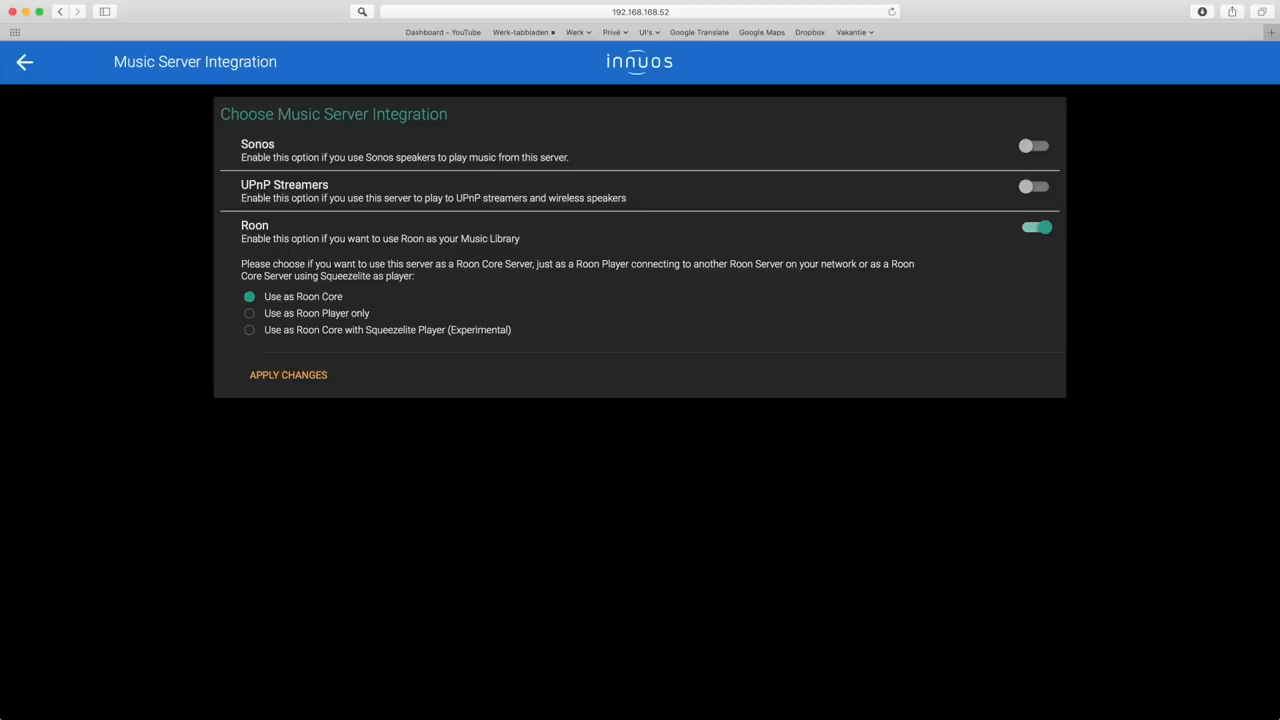 192.168.168.52
Dashboard - YouTube Werk-tabbladen Werk Privé UI's Google Translate Google Maps Dropbox Vakantie
Music Server Integration
innuos
Choose Music Server Integration
Sonos
Enable this option if you use Sonos speakers to play music from this server.
UPnP Streamers
Enable this option if you use this server to play to UPnP streamers and wireless speakers
Roon
Enable this option if you want to use Roon as your Music Library
Please choose if you want to use this server as a Roon Core Server, just as a Roon Player connecting to another Roon Server on your network or as a Roon
Core Server using Squeezelite as player:
Use as Roon Core
Use as Roon Player only
Use as Roon Core with Squeezelite Player (Experimental)
APPLY CHANGES